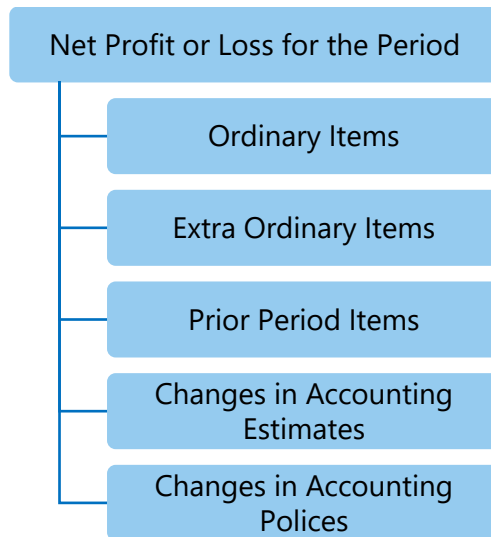 Net Profit or Loss for the Period
Ordinary Items
Extra Ordinary Items
Prior Period Items
Changes in Accounting
Estimates
Changes in Accounting
Polices